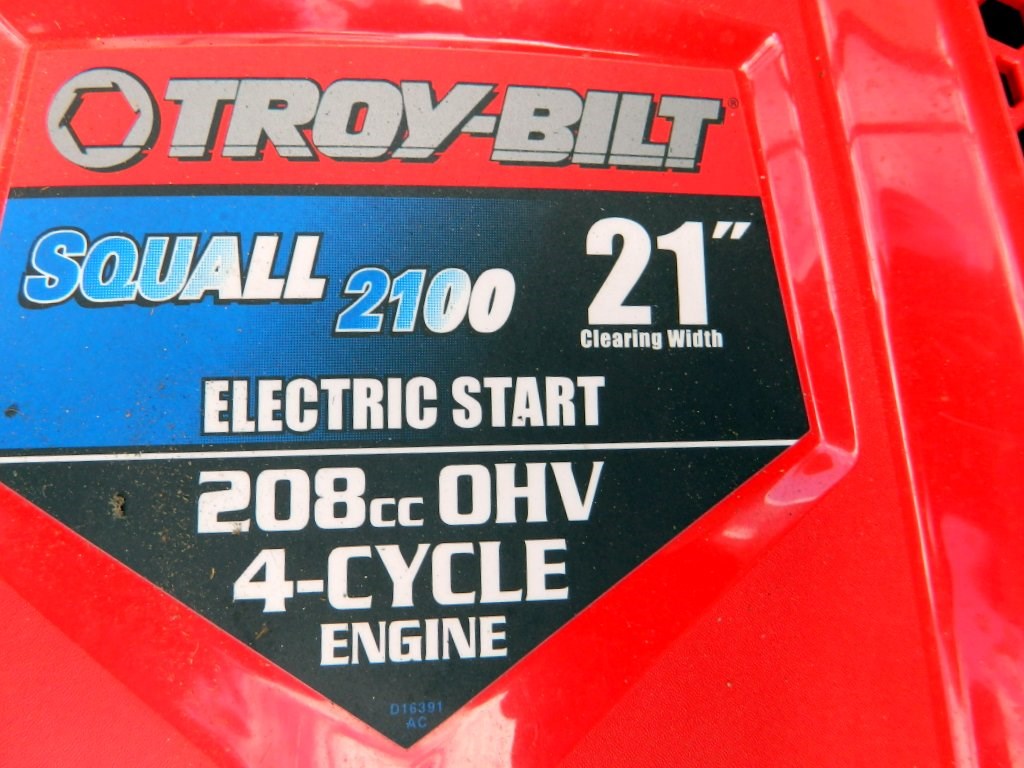 TROY-BILT®
SQUALL 2100
21"
Clearing Width
ELECTRIC START
208cc OHV
4-CYCLE
ENGINE
D16391
AC